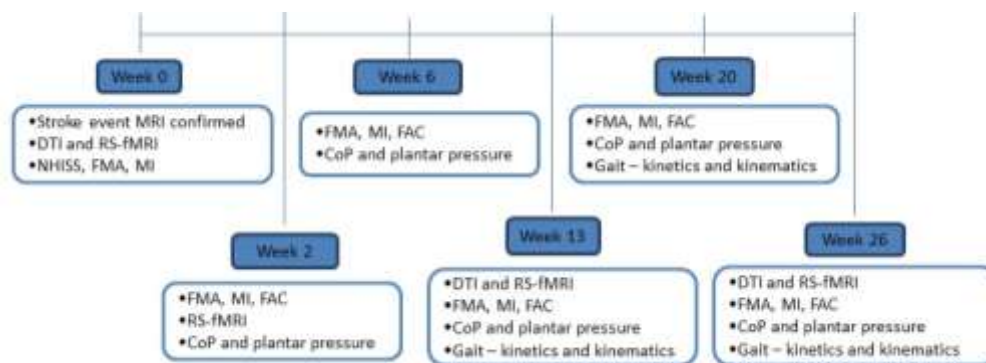 Week 0
•Stroke event MRI confirmed
•DTI and RS-fMRI
•NHISS, FMA, MI
Week 2
•FMA, MI, FAC
•RS-fMRI
•CoP and plantar pressure
Week 6
•FMA, MI, FAC
•CoP and plantar pressure
Week 13
•DTI and RS-fMRI
•FMA, MI, FAC
•CoP and plantar pressure
•Gait – kinetics and kinematics
Week 20
•FMA, MI, FAC
•CoP and plantar pressure
•Gait – kinetics and kinematics
Week 26
•DTI and RS-fMRI
•FMA, MI, FAC
•CoP and plantar pressure
•Gait – kinetics and kinematics